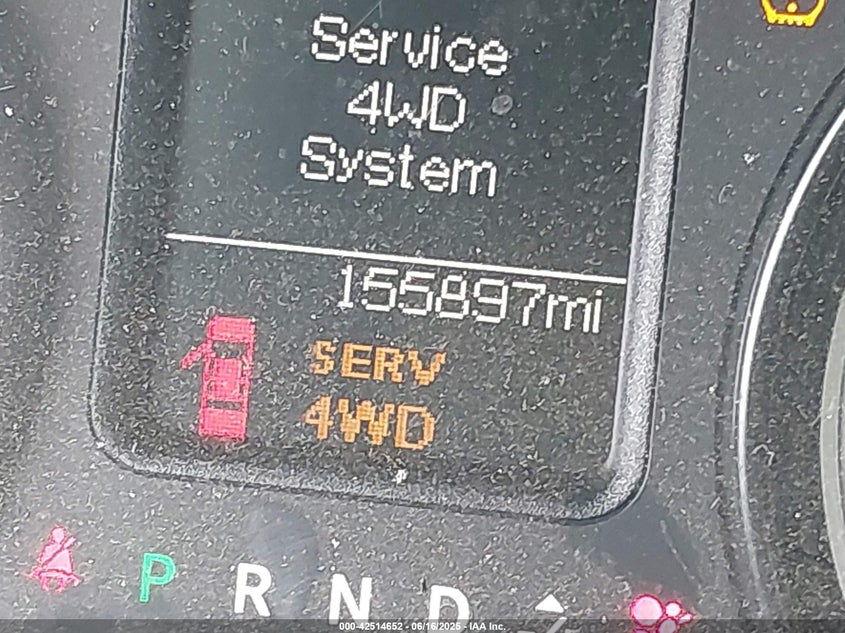 Service
4WD
System
155897mi
SERV
4WD
P R N D
000-42514652 - 06/16/2025 - IAA Inc.